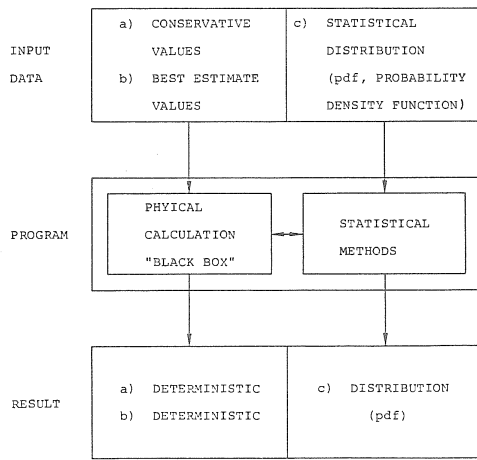 INPUT
DATA
a) CONSERVATIVE
VALUES
b) BEST ESTIMATE
VALUES
c) STATISTICAL
DISTRIBUTION
(pdf, PROBABILITY
DENSITY FUNCTION)
PROGRAM
PHYICAL
CALCULATION
"BLACK BOX"
STATISTICAL
METHODS
RESULT
a) DETERMINISTIC
b) DETERMINISTIC
c) DISTRIBUTION
(pdf)